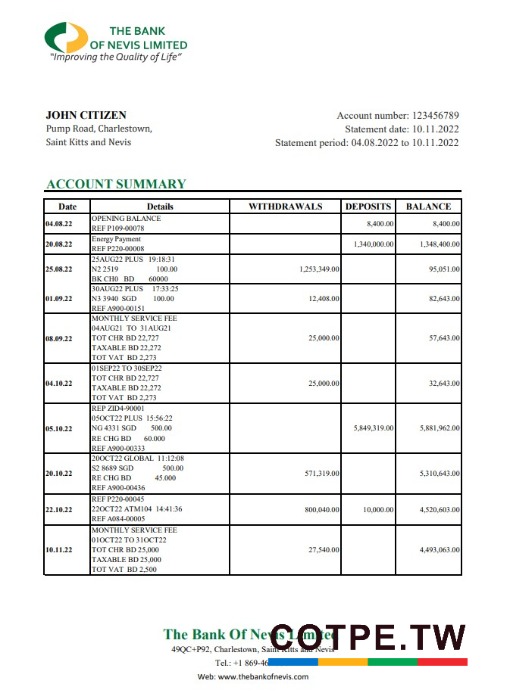 THE BANK
OF NEVIS LIMITED
"Improving the Quality of Life"
JOHN CITIZEN
Pump Road, Charlestown,
Saint Kitts and Nevis
Account number: 123456789
Statement date: 10.11.2022
Statement period: 04.08.2022 to 10.11.2022
ACCOUNT SUMMARY
Date Details WITHDRAWALS DEPOSITS BALANCE
OPENING BALANCE
04.08.22 8,400.00 8,400.00
REF P109-00078
Energy Payment
20.08.22 1,340,000.00 1,348,400.00
REF P220-00008
25AUG22 PLUS 19:18:31
25.08.22 N2 2519 100.00 1,253,349.00 95,051.00
BK CH0 BD 60000
30AUG22 PLUS 17:33:25
01.09.22 N3 3940 SGD 100.00 12,408.00 82,643.00
REF A900-00151
MONTHLY SERVICE FEE
04AUG21 TO 31AUG21
08.09.22 TOT CHR BD 22,727 25,000.00 57,643.00
TAXABLE BD 22,272
TOT VAT BD 2,273
01SEP22 TO 30SEP22
04.10.22 TOT CHR BD 22,727 25,000.00 32,643.00
TAXABLE BD 22,272
TOT VAT BD 2,273
REP ZID4-90001
05OCT22 PLUS 15:56:22
05.10.22 NG 4331 SGD 500.00 5,849,319.00 5,881,962.00
RE CHG BD 60.000
REF A900-00333
20OCT22 GLOBAL 11:12:08
20.10.22 S2 8689 SGD 500.00 571,319.00 5,310,643.00
RE CHG BD 45.000
REF A900-00436
REF P220-00045
22.10.22 22OCT22 ATM104 14:41:36 800,040.00 10,000.00 4,520,603.00
REF A084-00005
MONTHLY SERVICE FEE
01OCT22 TO 31OCT22
10.11.22 TOT CHR BD 25,000 27,540.00 4,493,063.00
TAXABLE BD 25,000
TOT VAT BD 2,500
The Bank Of Nevis Limited
49QC+P92, Charlestown, Saint Kitts and Nevis
Tel.: +1 869-46
Web: www.thebankofnevis.com
COTPE.TW